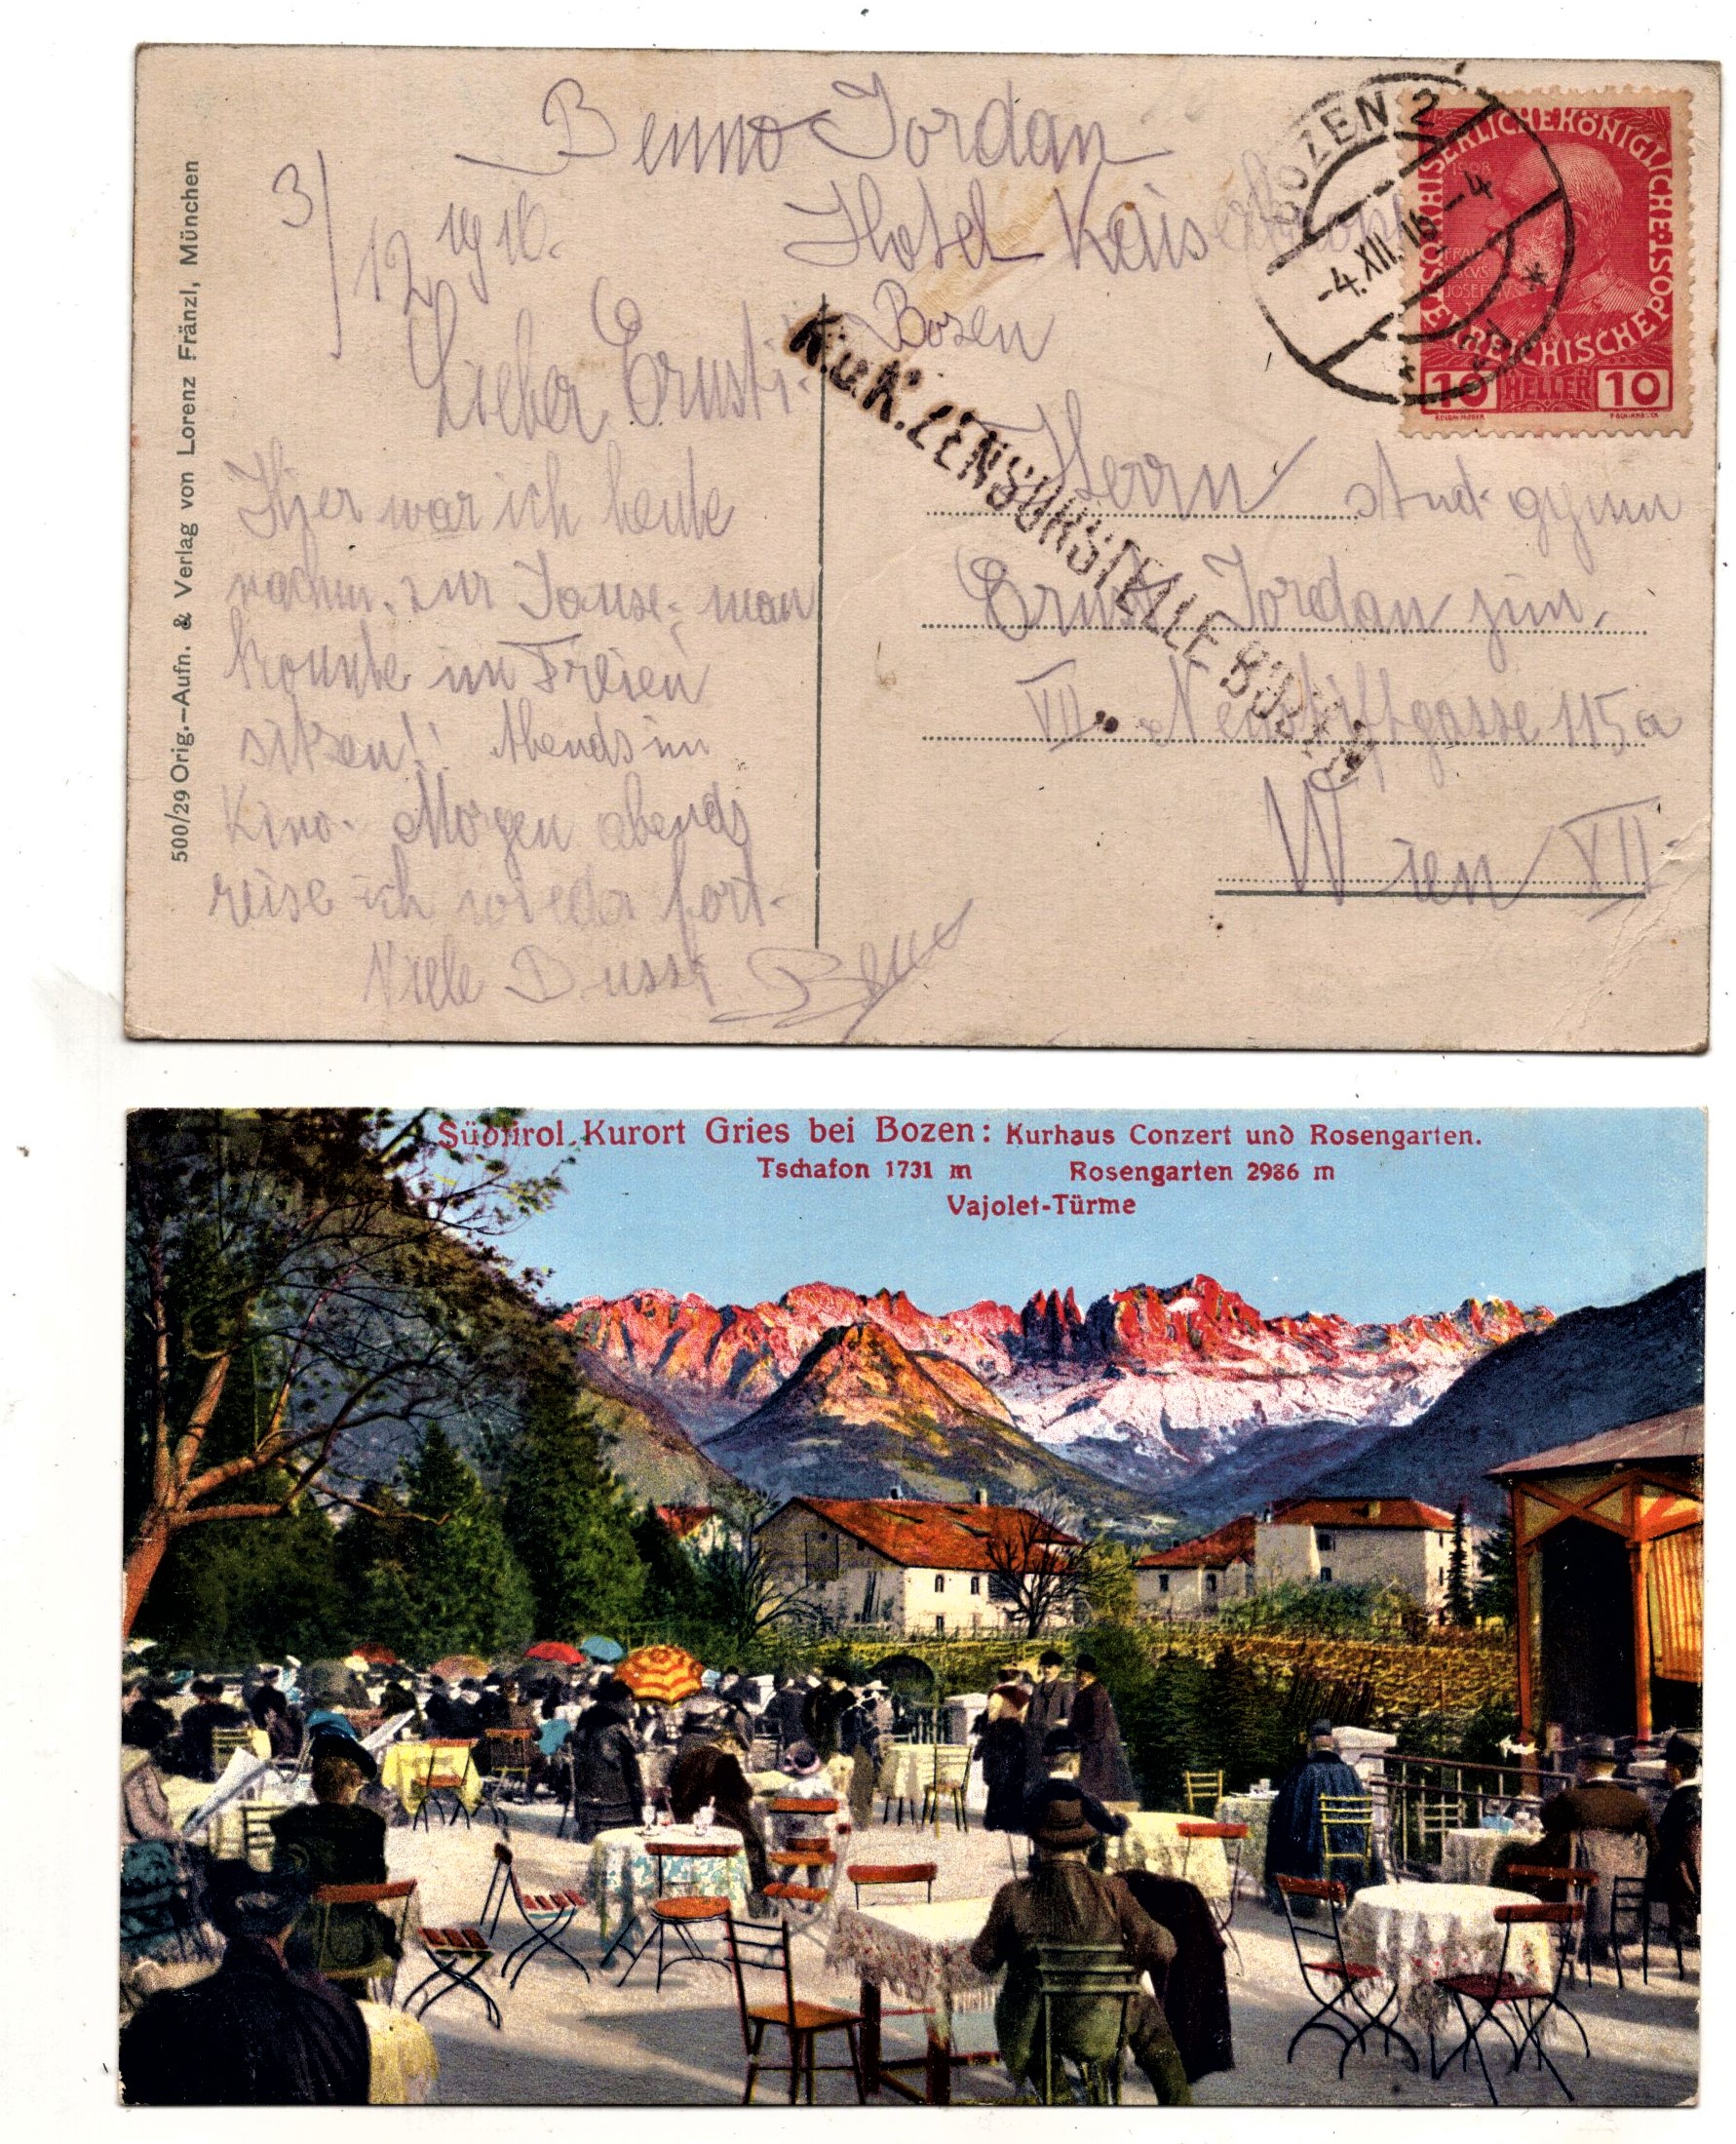 Benno Jordan
Hotel Kaiserkrone
Bozen
3/12 1916.
Lieber Ernsti.
Hier war ich heute
nachm. zur Jause. man
konnte im Freien
sitzen!! Abends im
Kino. Morgen abends
reise ich wieder fort.
Viele Bussi Benno
500/29 Orig.-Aufn. & Verlag von Lorenz Fränzl, München
K.u.K. ZENSURSTELLE BOZEN
BOZEN 2
-4.XII.16.-4
KAISERLICHE KÖNIGLICHE
ÖSTERREICHISCHE POST
1908
FRANCISCVS
JOSEPHVS I
10 HELLER 10
Herrn stud. gymn
Ernst Jordan jun.
VII. Neustiftgasse 115a
Wien VII
Südtirol. Kurort Gries bei Bozen: Kurhaus Conzert und Rosengarten.
Tschafon 1731 m Rosengarten 2986 m
Vajolet-Türme